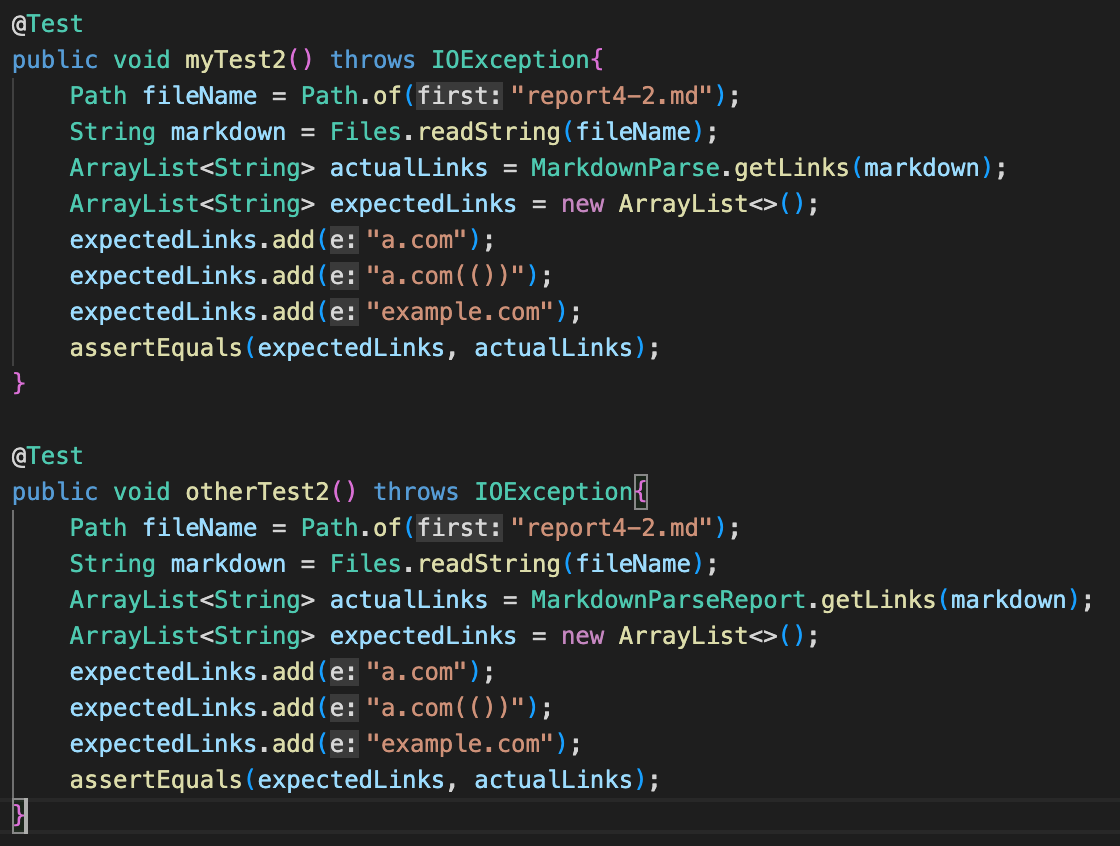 @Test
public void myTest2() throws IOException{
    Path fileName = Path.of(first: "report4-2.md");
    String markdown = Files.readString(fileName);
    ArrayList<String> actualLinks = MarkdownParse.getLinks(markdown);
    ArrayList<String> expectedLinks = new ArrayList<>();
    expectedLinks.add(e: "a.com");
    expectedLinks.add(e: "a.com(())");
    expectedLinks.add(e: "example.com");
    assertEquals(expectedLinks, actualLinks);
}

@Test
public void otherTest2() throws IOException{
    Path fileName = Path.of(first: "report4-2.md");
    String markdown = Files.readString(fileName);
    ArrayList<String> actualLinks = MarkdownParseReport.getLinks(markdown);
    ArrayList<String> expectedLinks = new ArrayList<>();
    expectedLinks.add(e: "a.com");
    expectedLinks.add(e: "a.com(())");
    expectedLinks.add(e: "example.com");
    assertEquals(expectedLinks, actualLinks);
}